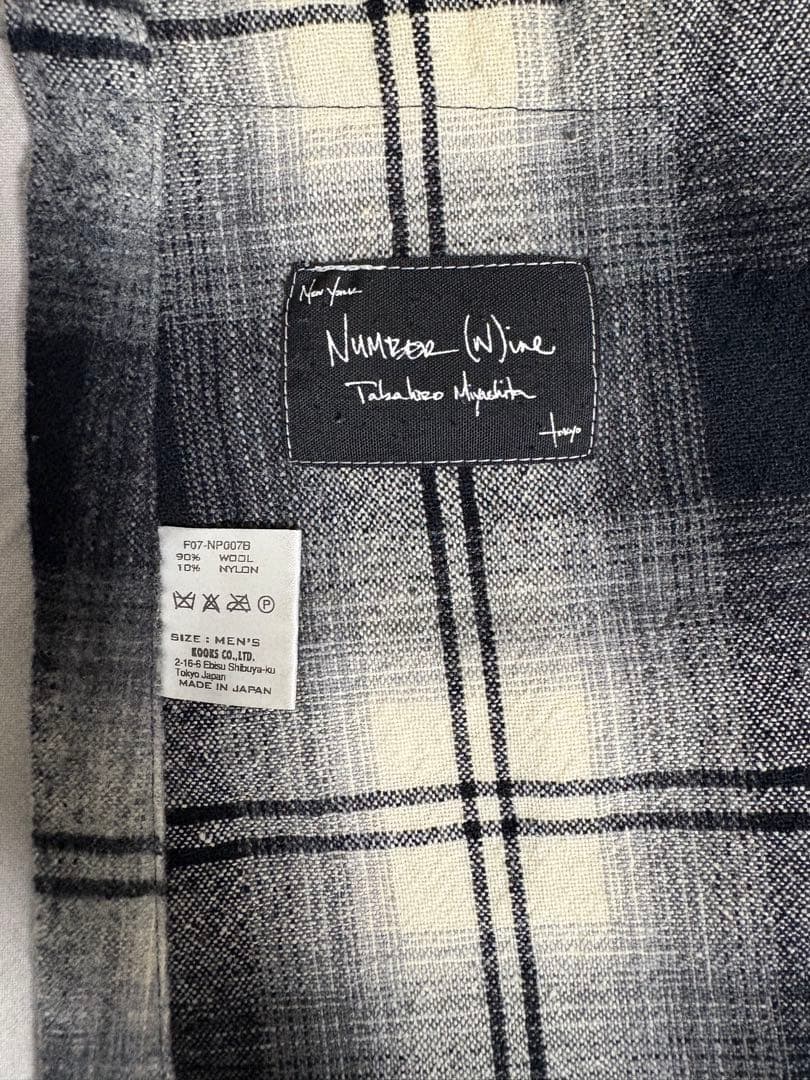 New York
NUMBER (N)ine
Takahiro Miyashita
Tokyo
F07-NP007B
90% WOOL
10% NYLON
P
SIZE : MEN'S
KOOKS CO.,LTD.
2-16-6 Ebisu Shibuya-ku
Tokyo Japan
MADE IN JAPAN